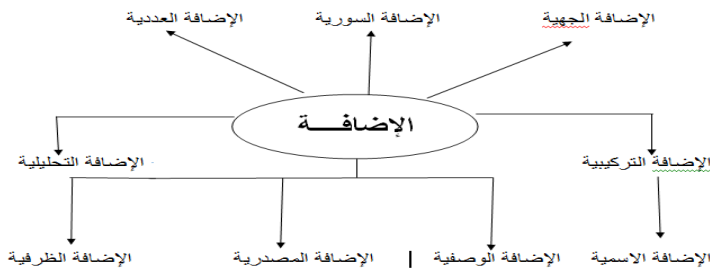 الإضافة الجهية
الإضافة السورية
الإضافة العددية
الإضافــــة
الإضافة التركيبية
الإضافة التحليلية
الإضافة الاسمية
الإضافة الوصفية
الإضافة المصدرية
الإضافة الظرفية